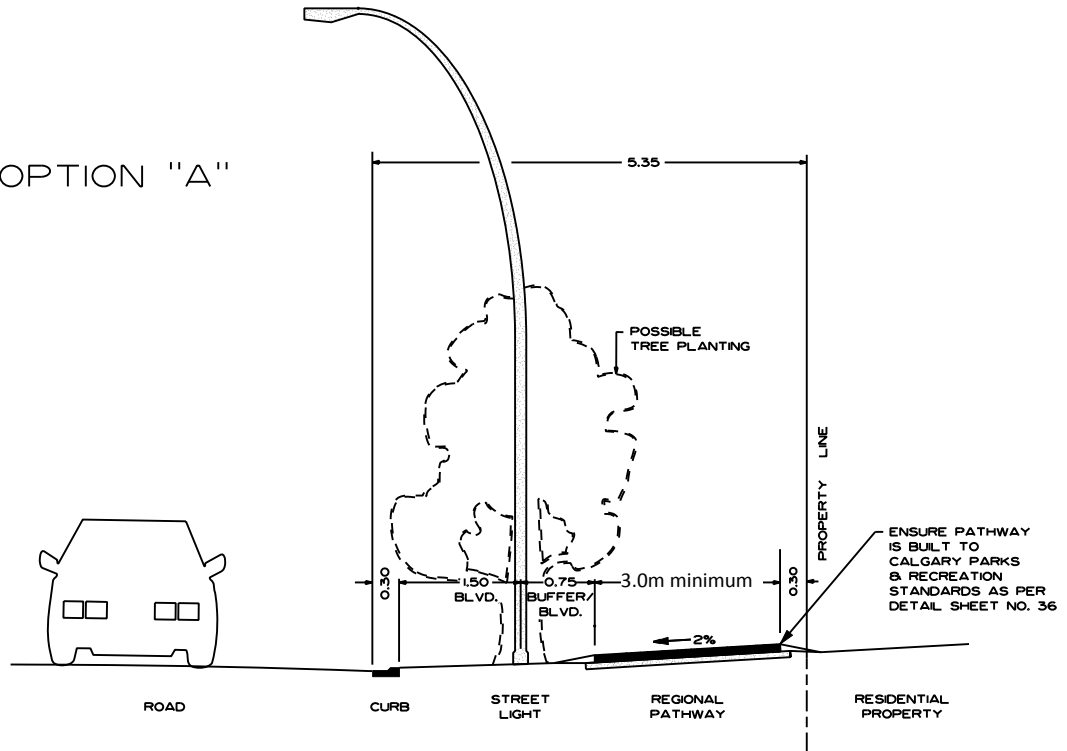 OPTION "A"
5.35
POSSIBLE
TREE PLANTING
PROPERTY LINE
ENSURE PATHWAY
IS BUILT TO
CALGARY PARKS
& RECREATION
STANDARDS AS PER
DETAIL SHEET NO. 36
0.30
1.50
BLVD.
0.75
BUFFER/
BLVD.
3.0m minimum
0.30
2%
ROAD
CURB
STREET
LIGHT
REGIONAL
PATHWAY
RESIDENTIAL
PROPERTY